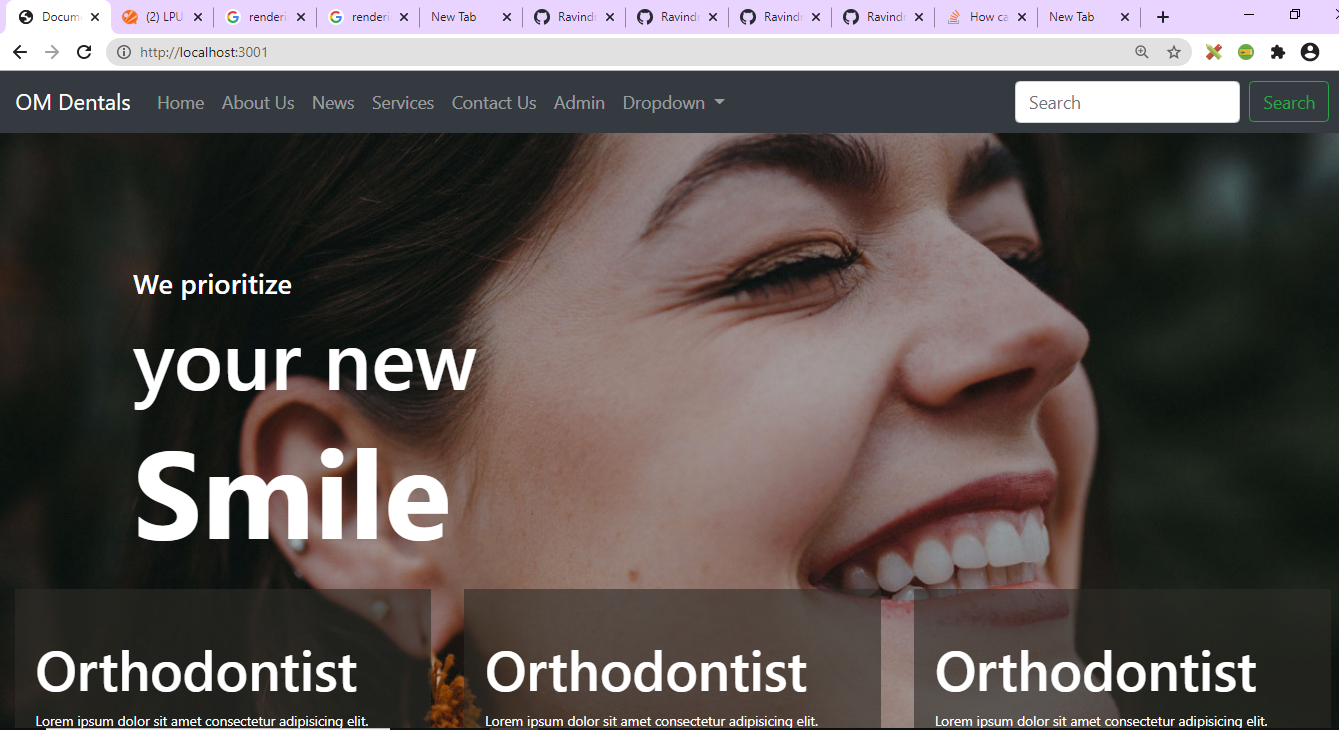 Docum
(2) LPU
renderi
renderi
New Tab
Ravindr
Ravindr
Ravindr
Ravindr
How ca
New Tab
http://localhost:3001
OM Dentals
Home
About Us
News
Services
Contact Us
Admin
Dropdown
Search
Search
We prioritize
your new
Smile
Orthodontist
Lorem ipsum dolor sit amet consectetur adipisicing elit.
Orthodontist
Lorem ipsum dolor sit amet consectetur adipisicing elit.
Orthodontist
Lorem ipsum dolor sit amet consectetur adipisicing elit.